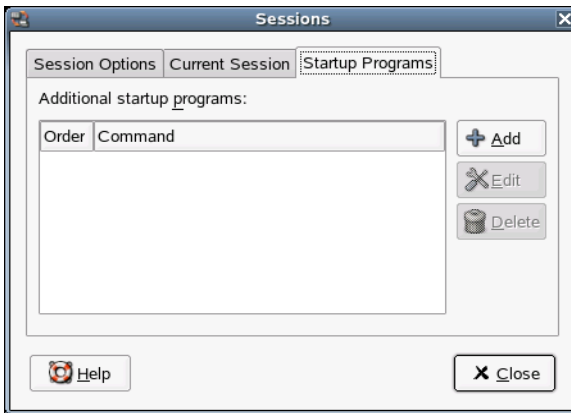 Sessions
Session Options Current Session Startup Programs
Additional startup programs:
Order Command
Add
Edit
Delete
Help
Close